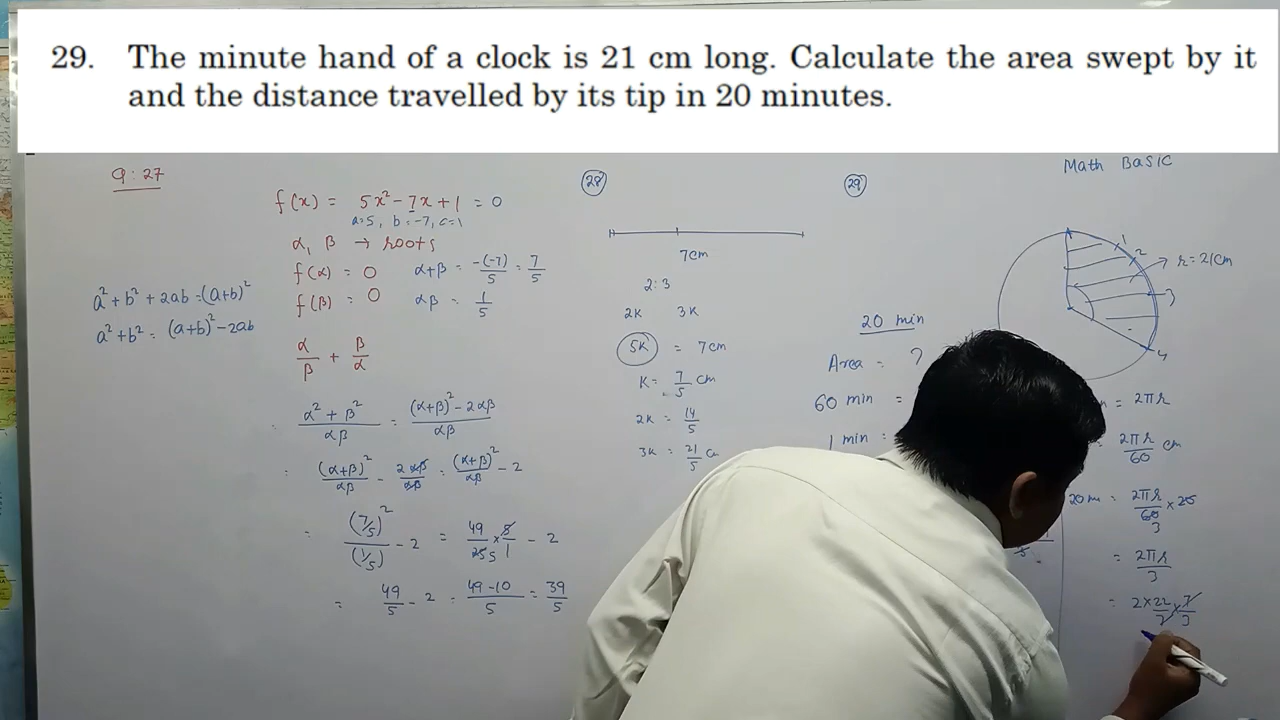 29. The minute hand of a clock is 21 cm long. Calculate the area swept by it
and the distance travelled by its tip in 20 minutes.
Math BASIC
Q : 27
f(x) = 5x² - 7x + 1 = 0
a=5, b=-7, c=1
α, β → roots
f(α) = 0 α+β = -(-7)/5 = 7/5
f(β) = 0 αβ = 1/5
a² + b² + 2ab = (a+b)²
a² + b² = (a+b)² - 2ab
α/β + β/α
= (α² + β²)/αβ = ((α+β)² - 2αβ)/αβ
= (α+β)²/αβ - 2αβ/αβ = (α+β)²/αβ - 2
= (7/5)²/(1/5) - 2 = 49/25 × 5/1 - 2
5
= 49/5 - 2 = (49-10)/5 = 39/5
28
7cm
2:3
2K 3K
5K = 7cm
K = 7/5 cm
2K = 14/5
3K = 21/5
29
1
2
3
4
r = 21cm
20 min
Area = ?
60 min =
1 min =
= 2πr
= 2πr/60 cm
= 2πr/60 × 20
3
= 2πr/3
= 2 × 22/7 × 7/3